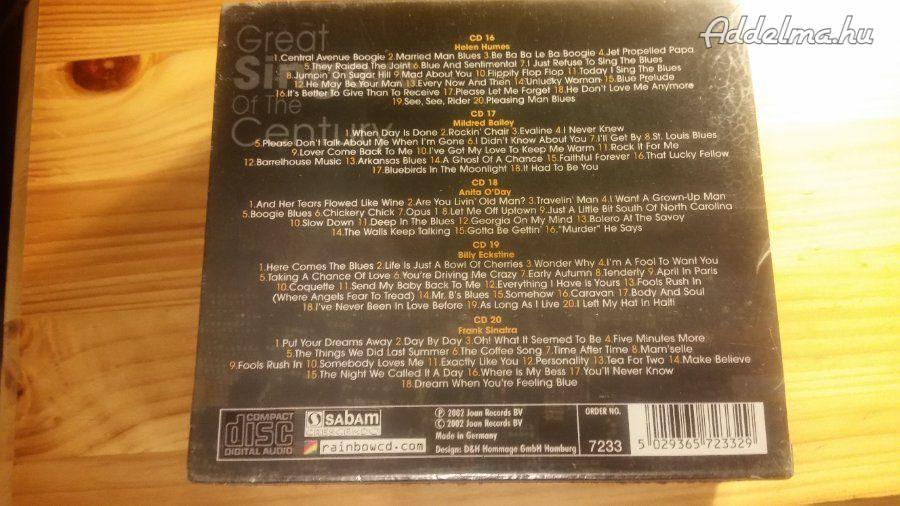 Addelma.hu
Great
Sin
Of The
Century
CD 16
Helen Humes
1.Central Avenue Boogie 2.Married Man Blues 3.Be Ba Ba Le Ba Boogie 4.Jet Propelled Papa
5.They Raided The Joint 6.Blue And Sentimental 7.I Just Refuse To Sing The Blues
8.Jumpin' On Sugar Hill 9.Mad About You 10.Flippity Flop Flop 11.Today I Sing The Blues
12.He May Be Your Man 13.Every Now And Then 14.Unlucky Woman 15.Blue Prelude
16.It's Better To Give Than To Receive 17.Please Let Me Forget 18.He Don't Love Me Anymore
19.See, See, Rider 20.Pleasing Man Blues
CD 17
Mildred Bailey
1.When Day Is Done 2.Rockin' Chair 3.Evaline 4.I Never Knew
5.Please Don't Talk About Me When I'm Gone 6.I Didn't Know About You 7.I'll Get By 8.St. Louis Blues
9.Lover Come Back To Me 10.I've Got My Love To Keep Me Warm 11.Rock It For Me
12.Barrelhouse Music 13.Arkansas Blues 14.A Ghost Of A Chance 15.Faithful Forever 16.That Lucky Fellow
17.Bluebirds In The Moonlight 18.It Had To Be You
CD 18
Anita O'Day
1.And Her Tears Flowed Like Wine 2.Are You Livin' Old Man? 3.Travelin' Man 4.I Want A Grown-Up Man
5.Boogie Blues 6.Chickery Chick 7.Opus 1 8.Let Me Off Uptown 9.Just A Little Bit South Of North Carolina
10.Slow Down 11.Deep In The Blues 12.Georgia On My Mind 13.Bolero At The Savoy
14.The Walls Keep Talking 15.Gotta Be Gettin' 16."Murder" He Says
CD 19
Billy Eckstine
1.Here Comes The Blues 2.Life Is Just A Bowl Of Cherries 3.Wonder Why 4.I'm A Fool To Want You
5.Taking A Chance Of Love 6.You're Driving Me Crazy 7.Early Autumn 8.Tenderly 9.April In Paris
10.Coquette 11.Send My Baby Back To Me 12.Everything I Have Is Yours 13.Fools Rush In
(Where Angels Fear To Tread) 14.Mr. B's Blues 15.Somehow 16.Caravan 17.Body And Soul
18.I've Never Been In Love Before 19.As Long As I Live 20.I Left My Hat In Haiti
CD 20
Frank Sinatra
1.Put Your Dreams Away 2.Day By Day 3.Oh! What It Seemed To Be 4.Five Minutes More
5.The Things We Did Last Summer 6.The Coffee Song 7.Time After Time 8.Mam'selle
9.Fools Rush In 10.Somebody Loves Me 11.Exactly Like You 12.Personality 13.Tea For Two 14.Make Believe
15.The Night We Called It A Day 16.Where Is My Bess 17.You'll Never Know
18.Dream When You're Feeling Blue
COMPACT
disc
DIGITAL AUDIO
sabam
CRESCENDO
rainbowcd.com
℗ 2002 Joan Records BV
© 2002 Joan Records BV
Made in Germany
Design: D&H Hommage GmbH Hamburg
ORDER NO.
7233
5 029365 723329